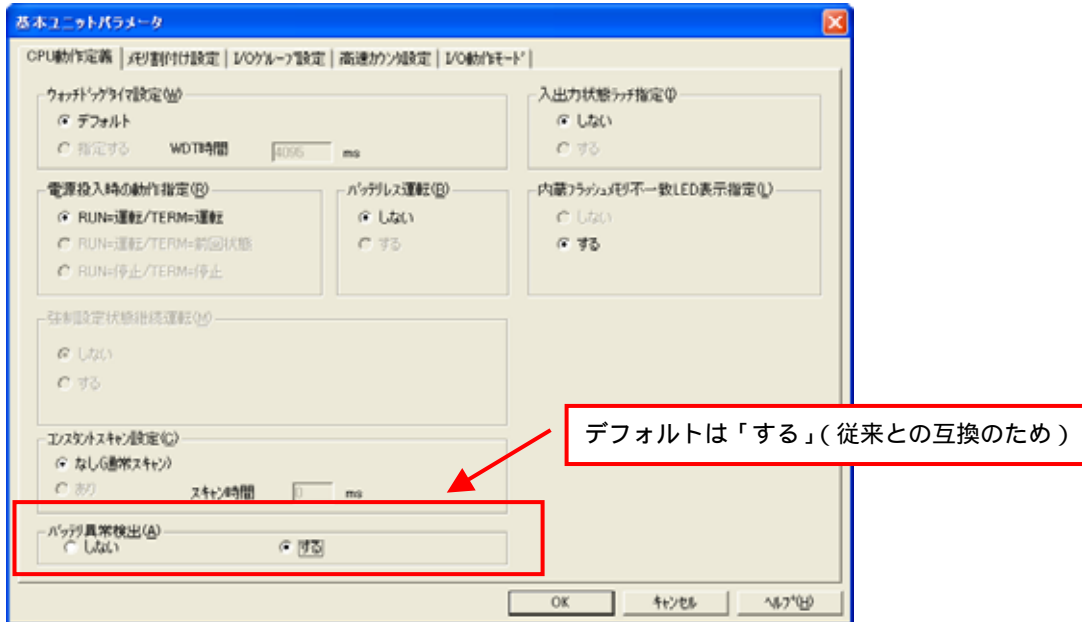 基本ユニットパラメータ
CPU動作定義 ﾒﾓﾘ割付け設定 I/Oｸﾞﾙｰﾌﾟ設定 高速ｶｳﾝﾀ設定 I/O動作ﾓｰﾄﾞ
ｳｫｯﾁﾄﾞｯｸﾞﾀｲﾏ設定(W)
デフォルト
指定する WDT時間 4095 ms
入出力状態ﾗｯﾁ指定(I)
しない
する
電源投入時の動作指定(R)
RUN=運転/TERM=運転
RUN=運転/TERM=前回状態
RUN=停止/TERM=停止
ﾊﾞｯﾃﾘﾚｽ運転(B)
しない
する
内蔵ﾌﾗｯｼｭﾒﾓﾘ不一致LED表示指定(L)
しない
する
強制設定状態継続運転(M)
しない
する
ｺﾝｽﾀﾝﾄｽｷｬﾝ設定(C)
なし(通常ｽｷｬﾝ)
あり スキャン時間 0 ms
デフォルトは「する」(従来との互換のため)
ﾊﾞｯﾃﾘ異常検出(A)
しない する
OK ｷｬﾝｾﾙ ﾍﾙﾌﾟ(H)